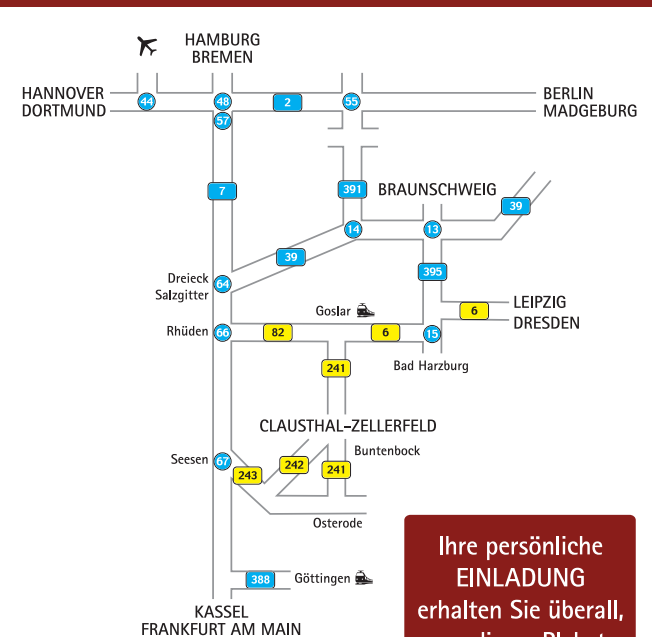 HAMBURG
BREMEN
HANNOVER
DORTMUND
44
48
2
55
BERLIN
MADGEBURG
57
7
391
BRAUNSCHWEIG
39
14
13
39
395
Dreieck
Salzgitter
64
Goslar
6
LEIPZIG
DRESDEN
Rhüden
66
82
6
15
Bad Harzburg
241
CLAUSTHAL-ZELLERFELD
Buntenbock
Seesen
67
243
242
241
Osterode
388
Göttingen
KASSEL
FRANKFURT AM MAIN
Ihre persönliche
EINLADUNG
erhalten Sie überall,